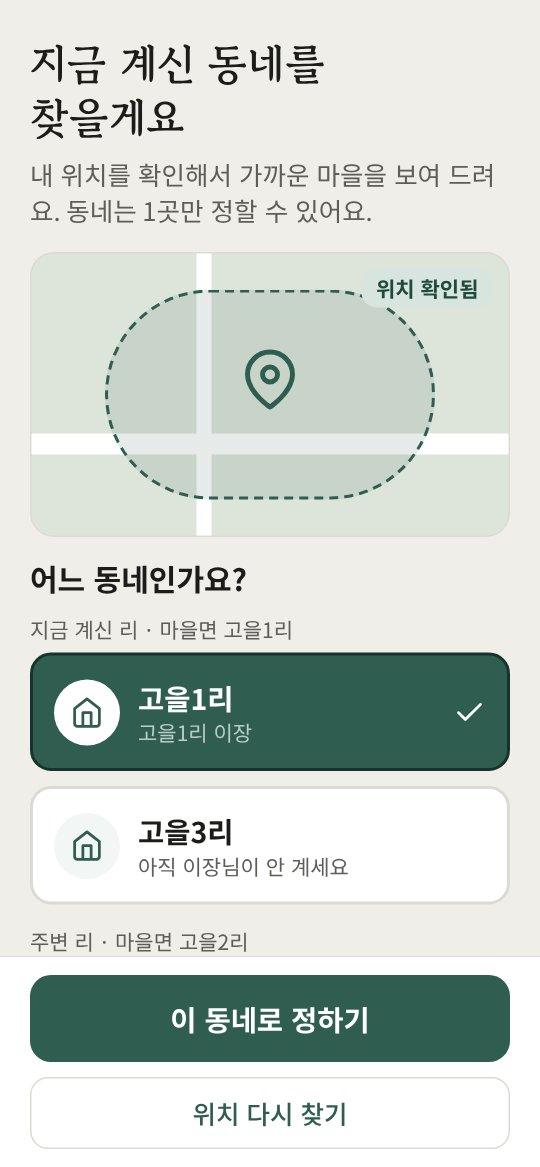 지금 계신 동네를
찾을게요
내 위치를 확인해서 가까운 마을을 보여 드려
요. 동네는 1곳만 정할 수 있어요.
위치 확인됨
어느 동네인가요?
지금 계신 리 · 마을면 고을1리
고을1리
고을1리 이장
고을3리
아직 이장님이 안 계세요
주변 리 · 마을면 고을2리
이 동네로 정하기
위치 다시 찾기